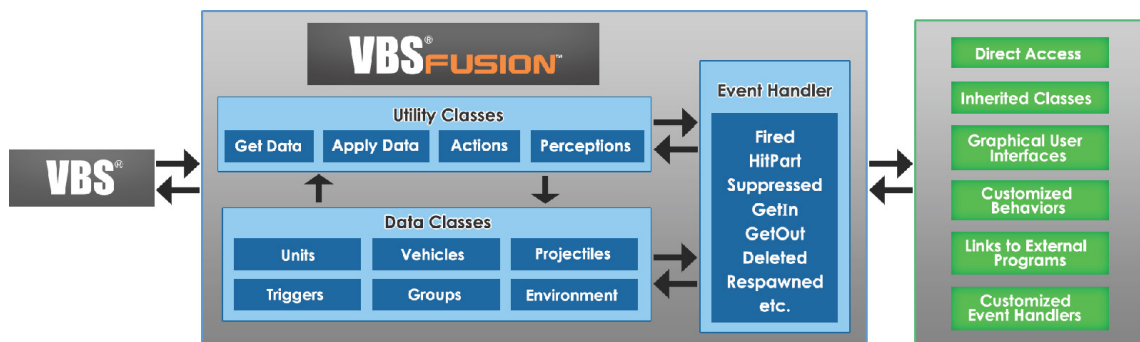 VBS®
VBS® FUSION™
Utility Classes
Get Data
Apply Data
Actions
Perceptions
Data Classes
Units
Vehicles
Projectiles
Triggers
Groups
Environment
Event Handler
Fired
HitPart
Suppressed
GetIn
GetOut
Deleted
Respawned
etc.
Direct Access
Inherited Classes
Graphical User
Interfaces
Customized
Behaviors
Links to External
Programs
Customized
Event Handlers